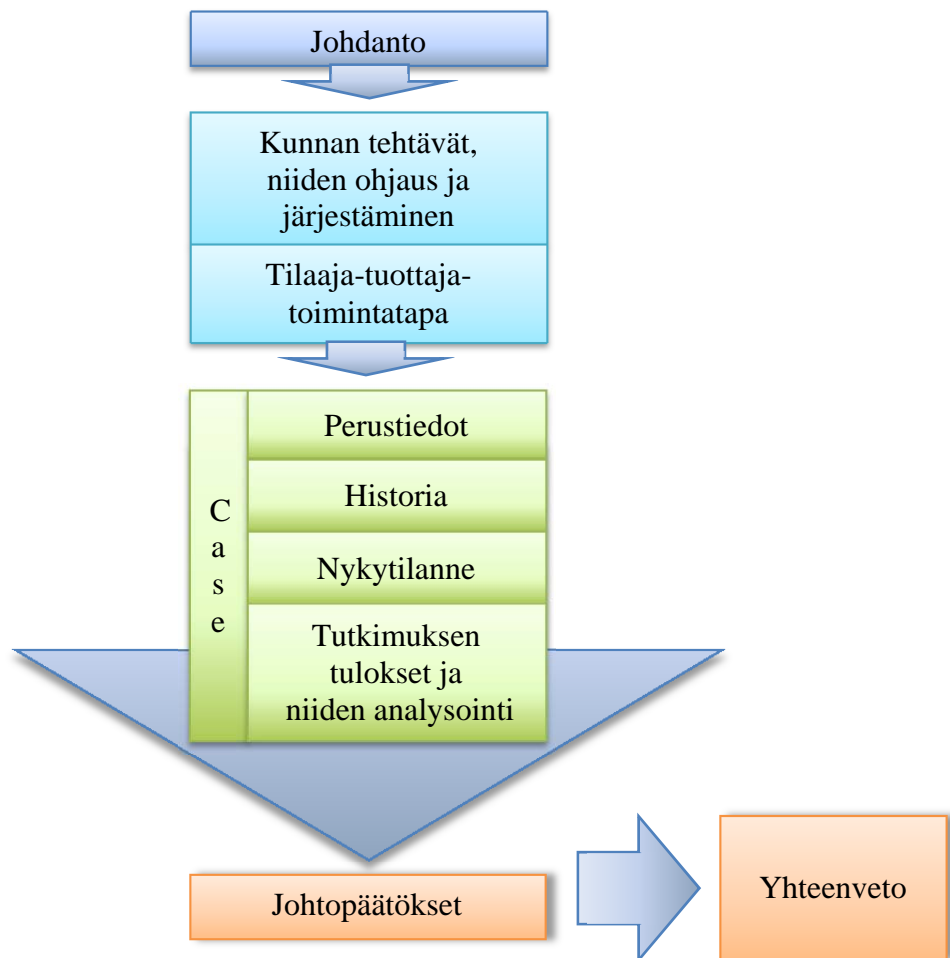 Johdanto
Kunnan tehtävät,
niiden ohjaus ja
järjestäminen
Tilaaja-tuottaja-
toimintatapa
Case
Perustiedot
Historia
Nykytilanne
Tutkimuksen
tulokset ja
niiden analysointi
Johtopäätökset
Yhteenveto